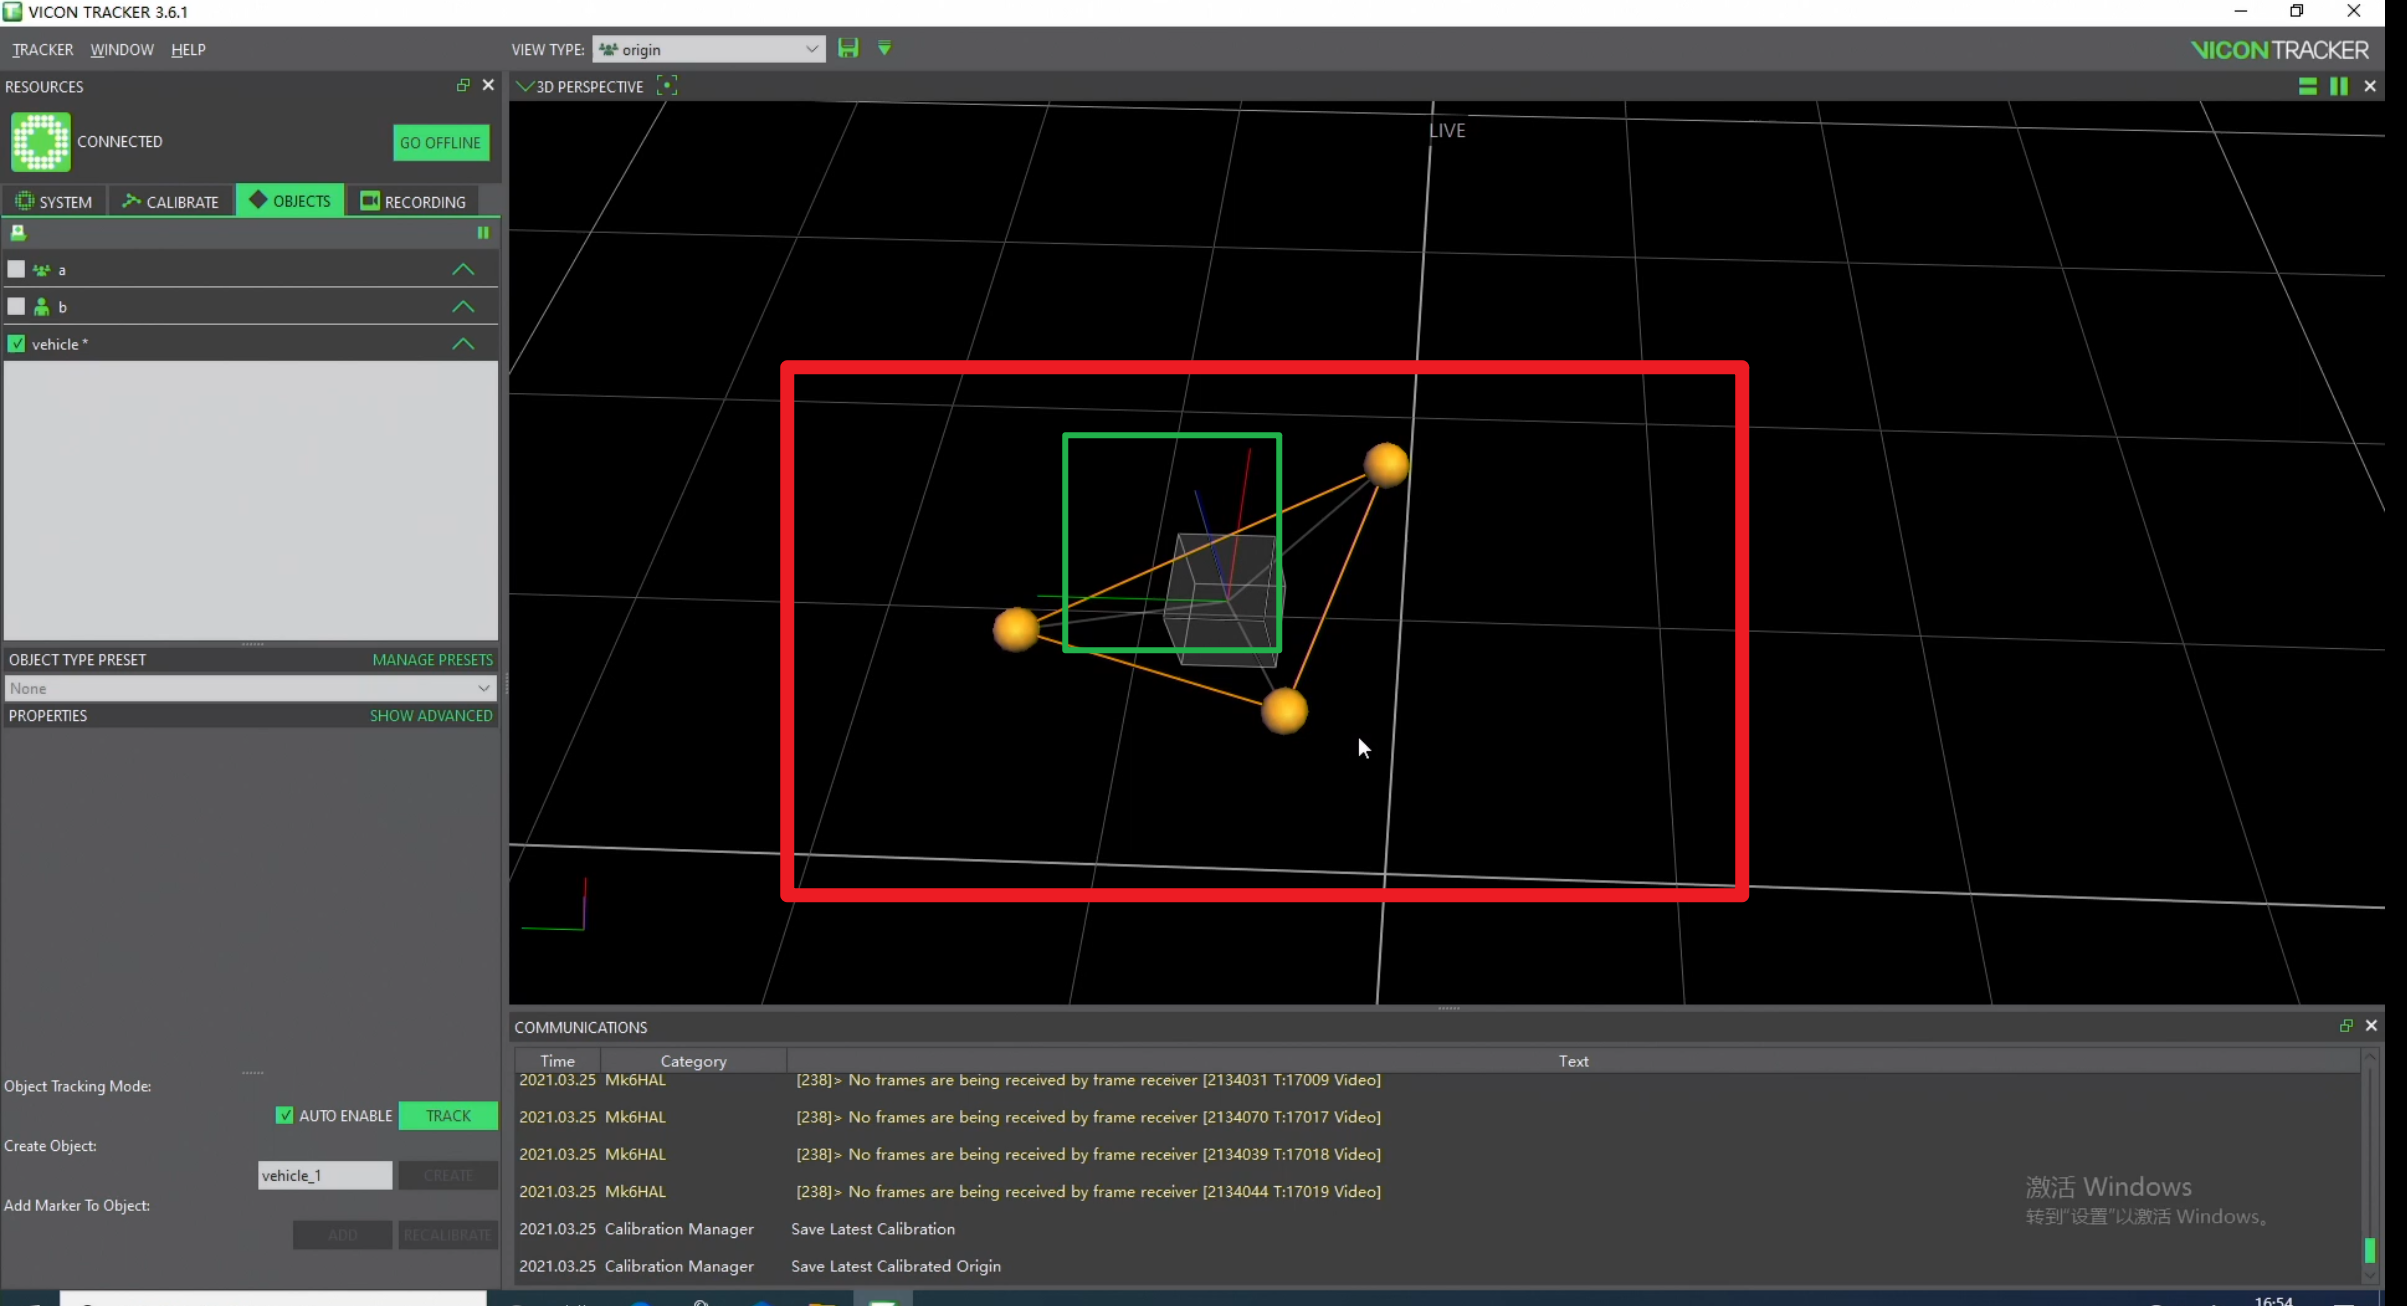 VICON TRACKER 3.6.1
TRACKER WINDOW HELP
VIEW TYPE: origin
VICON TRACKER
RESOURCES
3D PERSPECTIVE
CONNECTED
GO OFFLINE
LIVE
SYSTEM CALIBRATE OBJECTS RECORDING
a
b
vehicle *
OBJECT TYPE PRESET MANAGE PRESETS
None
PROPERTIES SHOW ADVANCED
Object Tracking Mode:
AUTO ENABLE TRACK
Create Object:
vehicle_1 CREATE
Add Marker To Object:
ADD RECALIBRATE
COMMUNICATIONS
Time Category Text
2021.03.25 Mk6HAL [238]> No frames are being received by frame receiver [2134031 T:17009 Video]
2021.03.25 Mk6HAL [238]> No frames are being received by frame receiver [2134070 T:17017 Video]
2021.03.25 Mk6HAL [238]> No frames are being received by frame receiver [2134039 T:17018 Video]
2021.03.25 Mk6HAL [238]> No frames are being received by frame receiver [2134044 T:17019 Video]
2021.03.25 Calibration Manager Save Latest Calibration
2021.03.25 Calibration Manager Save Latest Calibrated Origin
激活 Windows
转到"设置"以激活 Windows。
16:54